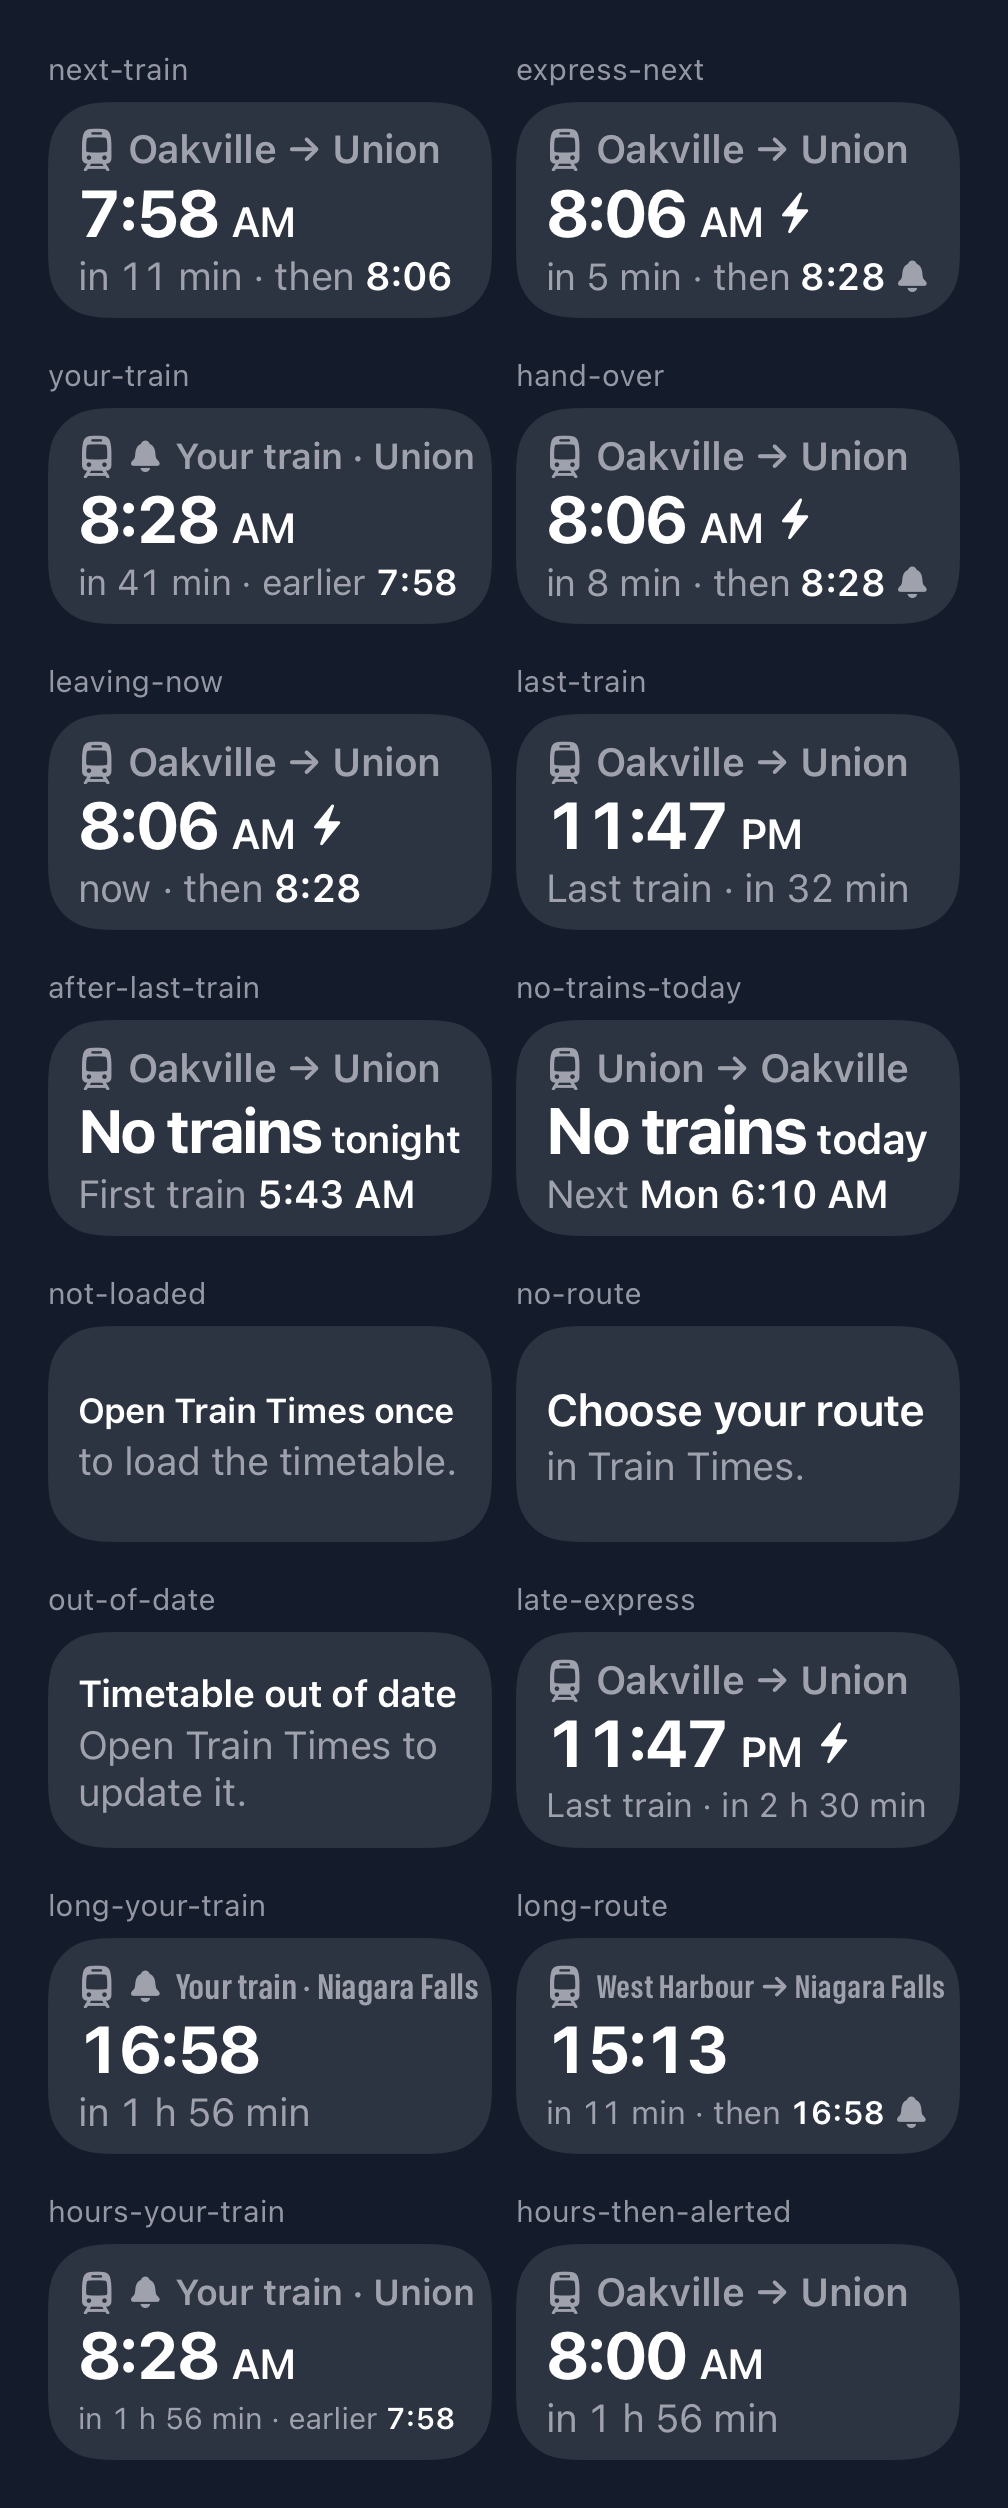 next-train
Oakville → Union
7:58 AM
in 11 min · then 8:06
express-next
Oakville → Union
8:06 AM
in 5 min · then 8:28
your-train
Your train · Union
8:28 AM
in 41 min · earlier 7:58
hand-over
Oakville → Union
8:06 AM
in 8 min · then 8:28
leaving-now
Oakville → Union
8:06 AM
now · then 8:28
last-train
Oakville → Union
11:47 PM
Last train · in 32 min
after-last-train
Oakville → Union
No trains tonight
First train 5:43 AM
no-trains-today
Union → Oakville
No trains today
Next Mon 6:10 AM
not-loaded
Open Train Times once
to load the timetable.
no-route
Choose your route
in Train Times.
out-of-date
Timetable out of date
Open Train Times to
update it.
late-express
Oakville → Union
11:47 PM
Last train · in 2 h 30 min
long-your-train
Your train · Niagara Falls
16:58
in 1 h 56 min
long-route
West Harbour → Niagara Falls
15:13
in 11 min · then 16:58
hours-your-train
Your train · Union
8:28 AM
in 1 h 56 min · earlier 7:58
hours-then-alerted
Oakville → Union
8:00 AM
in 1 h 56 min